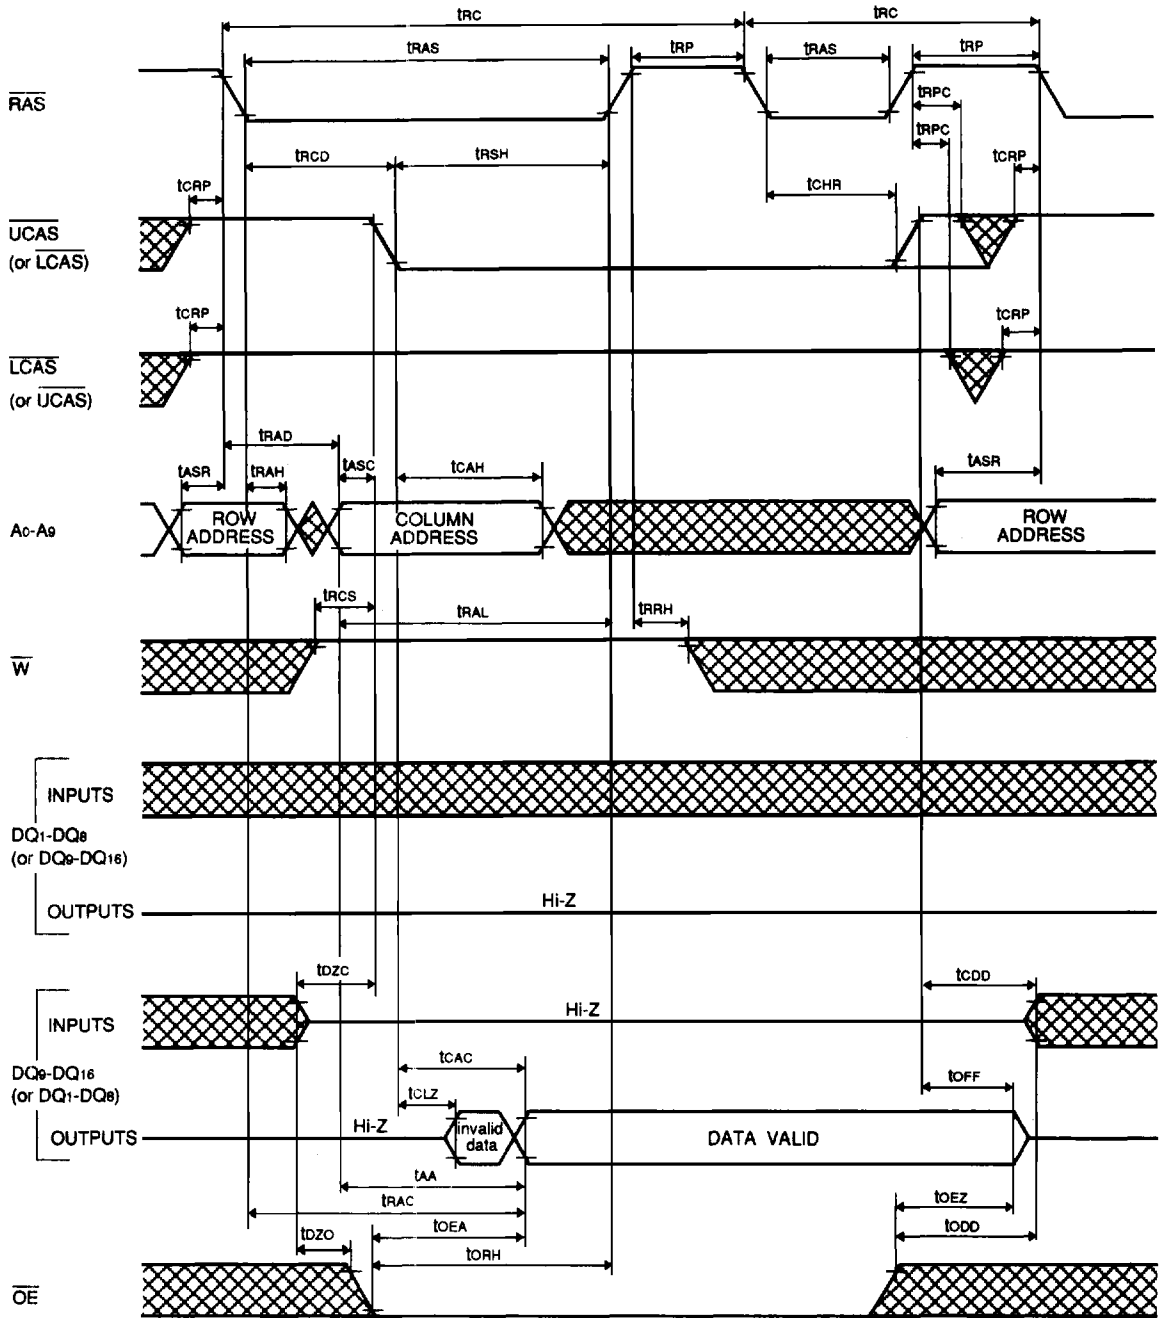 tRC tRC
tRAS tRP tRAS tRP
RAS
tRPC
tRPC
tRCD tRSH
tCRP tCHR tCRP
UCAS
(or LCAS)
tCRP tCRP
LCAS
(or UCAS)
tRAD
tASR tRAH tASC tCAH tASR
A0-A9 ROW ADDRESS COLUMN ADDRESS ROW ADDRESS
tRCS tRAL tRRH
W
INPUTS
DQ1-DQ8
(or DQ9-DQ16)
OUTPUTS Hi-Z
tDZC tCDD
INPUTS Hi-Z
DQ9-DQ16
(or DQ1-DQ8)
tCAC
tCLZ tOFF
OUTPUTS Hi-Z invalid data DATA VALID
tAA
tRAC tOEZ
tDZO tOEA tODD
tORH
OE